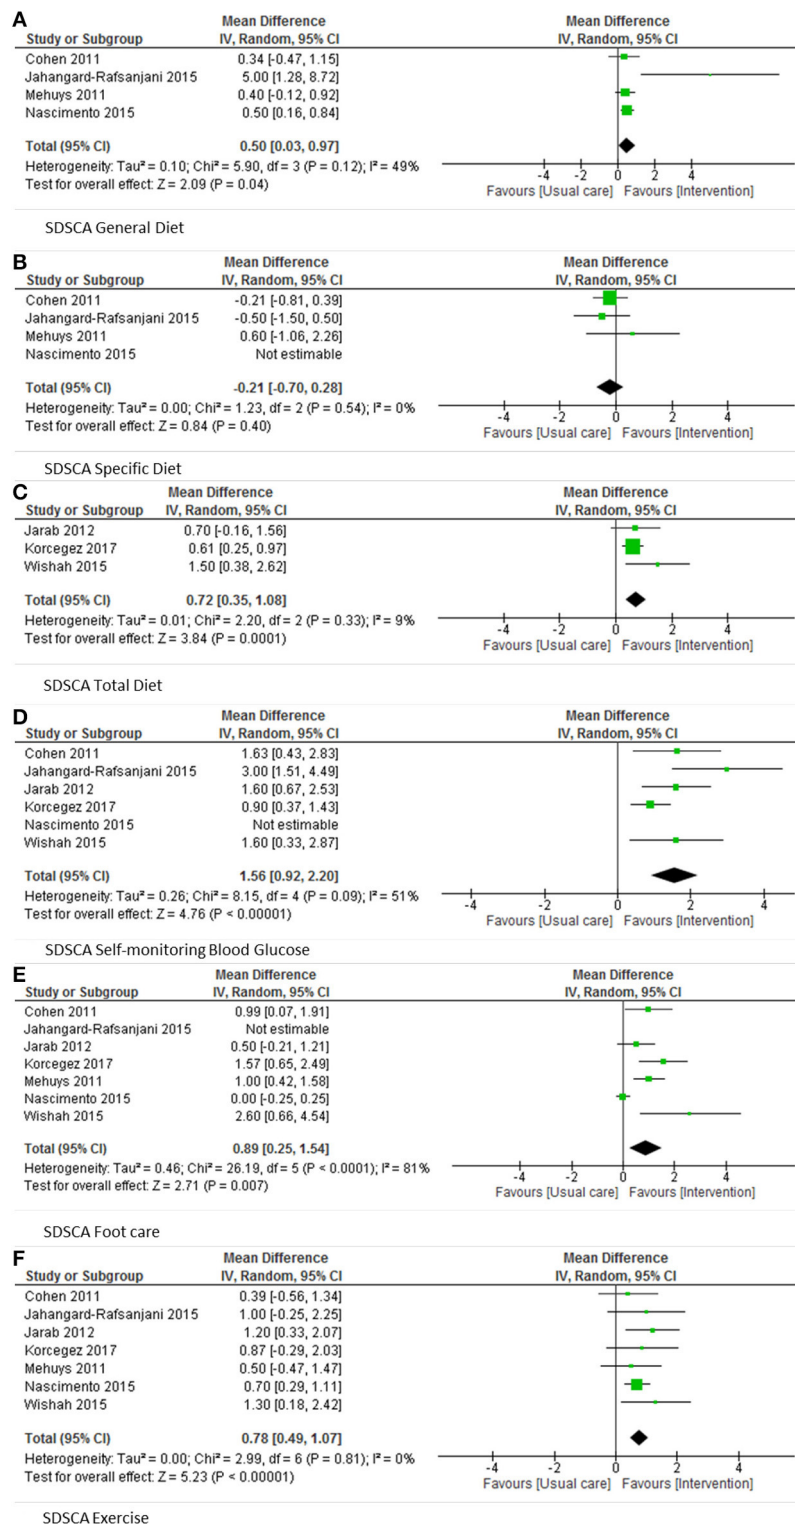 A
Mean Difference Mean Difference
Study or Subgroup IV, Random, 95% CI IV, Random, 95% CI
Cohen 2011 0.34 [-0.47, 1.15]
Jahangard-Rafsanjani 2015 5.00 [1.28, 8.72]
Mehuys 2011 0.40 [-0.12, 0.92]
Nascimento 2015 0.50 [0.16, 0.84]
Total (95% CI) 0.50 [0.03, 0.97]
Heterogeneity: Tau² = 0.10; Chi² = 5.90, df = 3 (P = 0.12); I² = 49%
Test for overall effect: Z = 2.09 (P = 0.04)
-4 -2 0 2 4
Favours [Usual care] Favours [Intervention]
SDSCA General Diet
B
Mean Difference Mean Difference
Study or Subgroup IV, Random, 95% CI IV, Random, 95% CI
Cohen 2011 -0.21 [-0.81, 0.39]
Jahangard-Rafsanjani 2015 -0.50 [-1.50, 0.50]
Mehuys 2011 0.60 [-1.06, 2.26]
Nascimento 2015 Not estimable
Total (95% CI) -0.21 [-0.70, 0.28]
Heterogeneity: Tau² = 0.00; Chi² = 1.23, df = 2 (P = 0.54); I² = 0%
Test for overall effect: Z = 0.84 (P = 0.40)
-4 -2 0 2 4
Favours [Usual care] Favours [Intervention]
SDSCA Specific Diet
C
Mean Difference Mean Difference
Study or Subgroup IV, Random, 95% CI IV, Random, 95% CI
Jarab 2012 0.70 [-0.16, 1.56]
Korcegez 2017 0.61 [0.25, 0.97]
Wishah 2015 1.50 [0.38, 2.62]
Total (95% CI) 0.72 [0.35, 1.08]
Heterogeneity: Tau² = 0.01; Chi² = 2.20, df = 2 (P = 0.33); I² = 9%
Test for overall effect: Z = 3.84 (P = 0.0001)
-4 -2 0 2 4
Favours [Usual care] Favours [Intervention]
SDSCA Total Diet
D
Mean Difference Mean Difference
Study or Subgroup IV, Random, 95% CI IV, Random, 95% CI
Cohen 2011 1.63 [0.43, 2.83]
Jahangard-Rafsanjani 2015 3.00 [1.51, 4.49]
Jarab 2012 1.60 [0.67, 2.53]
Korcegez 2017 0.90 [0.37, 1.43]
Nascimento 2015 Not estimable
Wishah 2015 1.60 [0.33, 2.87]
Total (95% CI) 1.56 [0.92, 2.20]
Heterogeneity: Tau² = 0.26; Chi² = 8.15, df = 4 (P = 0.09); I² = 51%
Test for overall effect: Z = 4.76 (P < 0.00001)
-4 -2 0 2 4
Favours [Usual care] Favours [Intervention]
SDSCA Self-monitoring Blood Glucose
E
Mean Difference Mean Difference
Study or Subgroup IV, Random, 95% CI IV, Random, 95% CI
Cohen 2011 0.99 [0.07, 1.91]
Jahangard-Rafsanjani 2015 Not estimable
Jarab 2012 0.50 [-0.21, 1.21]
Korcegez 2017 1.57 [0.65, 2.49]
Mehuys 2011 1.00 [0.42, 1.58]
Nascimento 2015 0.00 [-0.25, 0.25]
Wishah 2015 2.60 [0.66, 4.54]
Total (95% CI) 0.89 [0.25, 1.54]
Heterogeneity: Tau² = 0.46; Chi² = 26.19, df = 5 (P < 0.0001); I² = 81%
Test for overall effect: Z = 2.71 (P = 0.007)
-4 -2 0 2 4
Favours [Usual care] Favours [Intervention]
SDSCA Foot care
F
Mean Difference Mean Difference
Study or Subgroup IV, Random, 95% CI IV, Random, 95% CI
Cohen 2011 0.39 [-0.56, 1.34]
Jahangard-Rafsanjani 2015 1.00 [-0.25, 2.25]
Jarab 2012 1.20 [0.33, 2.07]
Korcegez 2017 0.87 [-0.29, 2.03]
Mehuys 2011 0.50 [-0.47, 1.47]
Nascimento 2015 0.70 [0.29, 1.11]
Wishah 2015 1.30 [0.18, 2.42]
Total (95% CI) 0.78 [0.49, 1.07]
Heterogeneity: Tau² = 0.00; Chi² = 2.99, df = 6 (P = 0.81); I² = 0%
Test for overall effect: Z = 5.23 (P < 0.00001)
-4 -2 0 2 4
Favours [Usual care] Favours [Intervention]
SDSCA Exercise